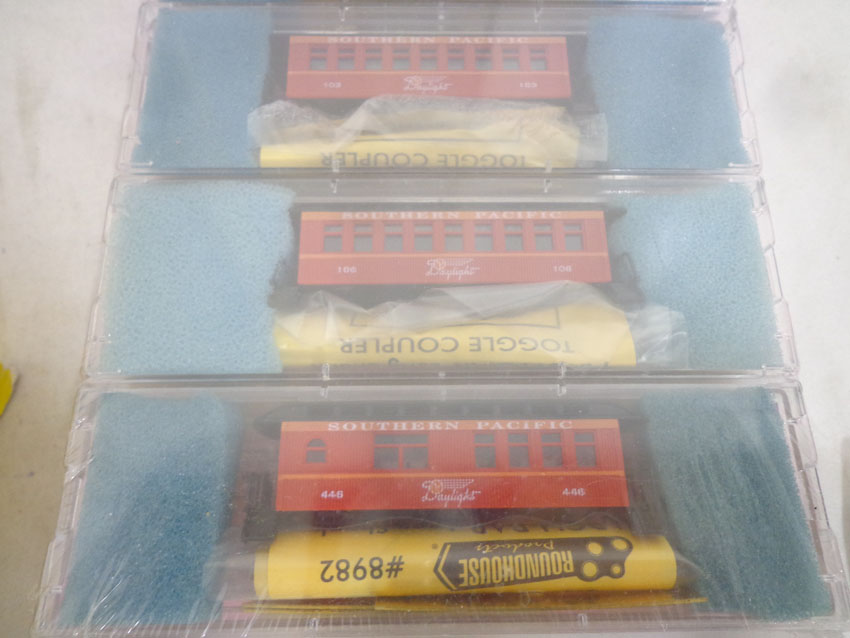 SOUTHERN PACIFIC
103 Daylight 103
TOGGLE COUPLER
SOUTHERN PACIFIC
106 Daylight 106
TOGGLE COUPLER
SOUTHERN PACIFIC
446 Daylight 446
#8982 ROUNDHOUSE
Products